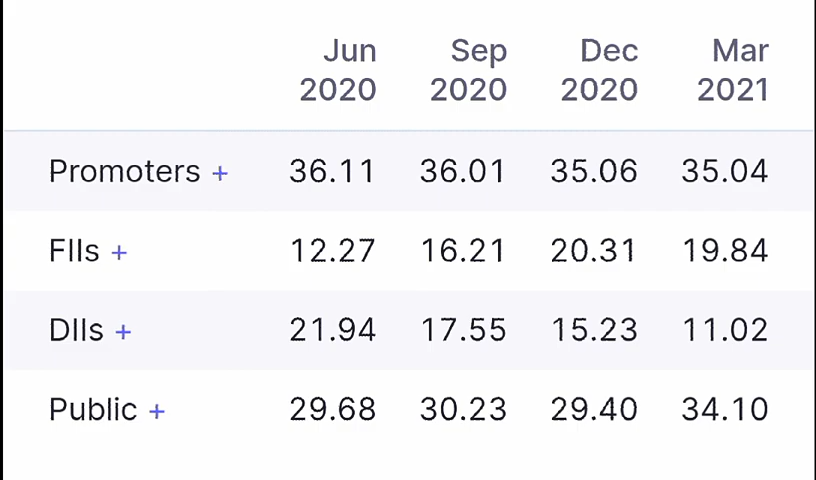 Jun Sep Dec Mar
2020 2020 2020 2021
Promoters + 36.11 36.01 35.06 35.04
FIIs + 12.27 16.21 20.31 19.84
DIIs + 21.94 17.55 15.23 11.02
Public + 29.68 30.23 29.40 34.10